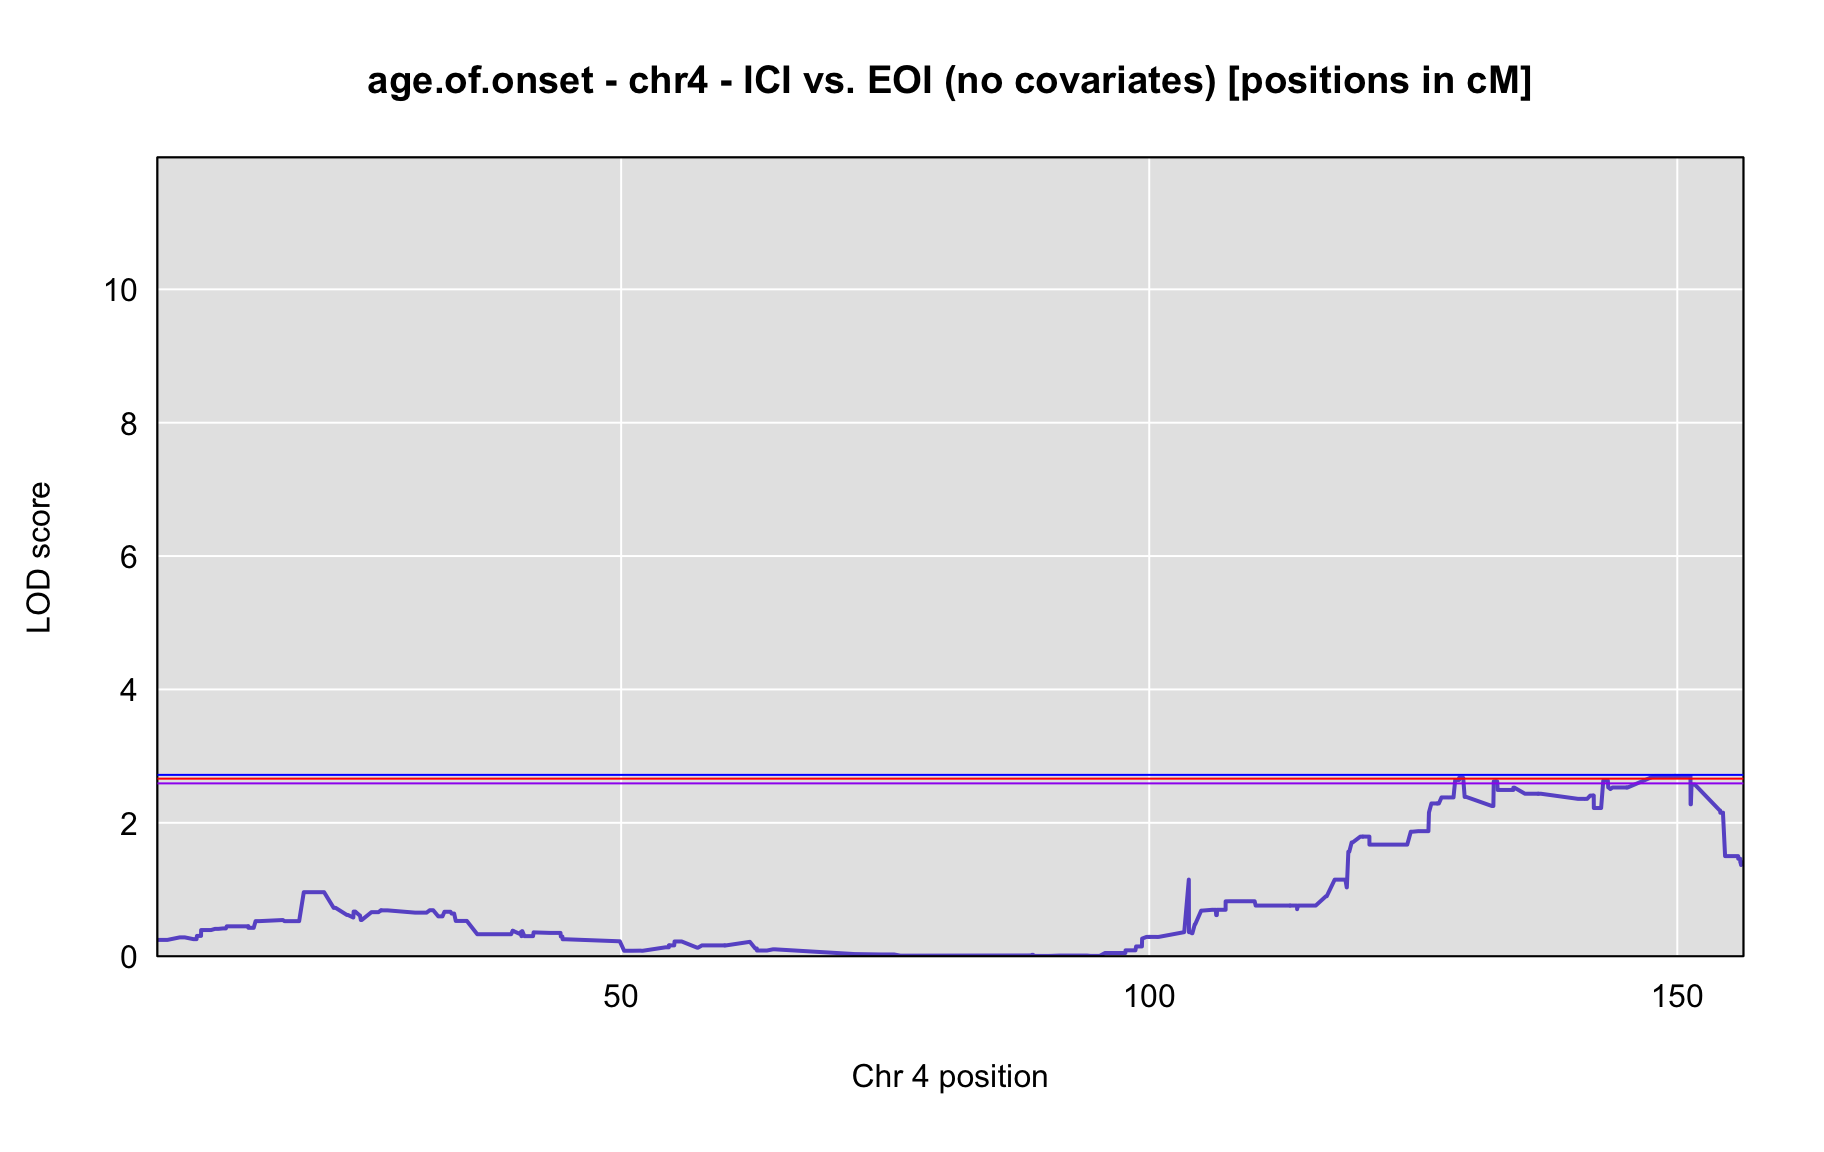 age.of.onset - chr4 - ICI vs. EOI (no covariates) [positions in cM]
LOD score
10
8
6
4
2
0
50 100 150
Chr 4 position